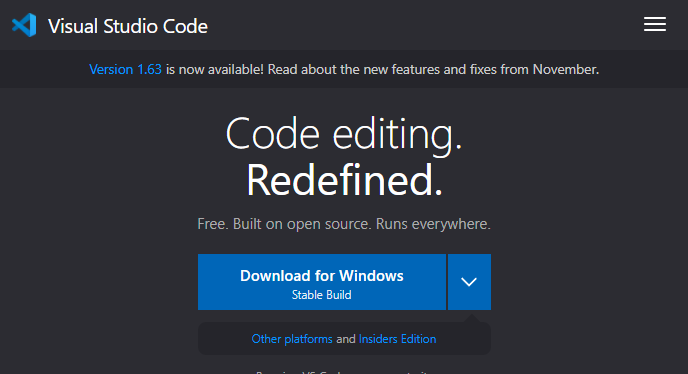 Visual Studio Code
Version 1.63 is now available! Read about the new features and fixes from November.
Code editing.
Redefined.
Free. Built on open source. Runs everywhere.
Download for Windows
Stable Build
Other platforms and Insiders Edition